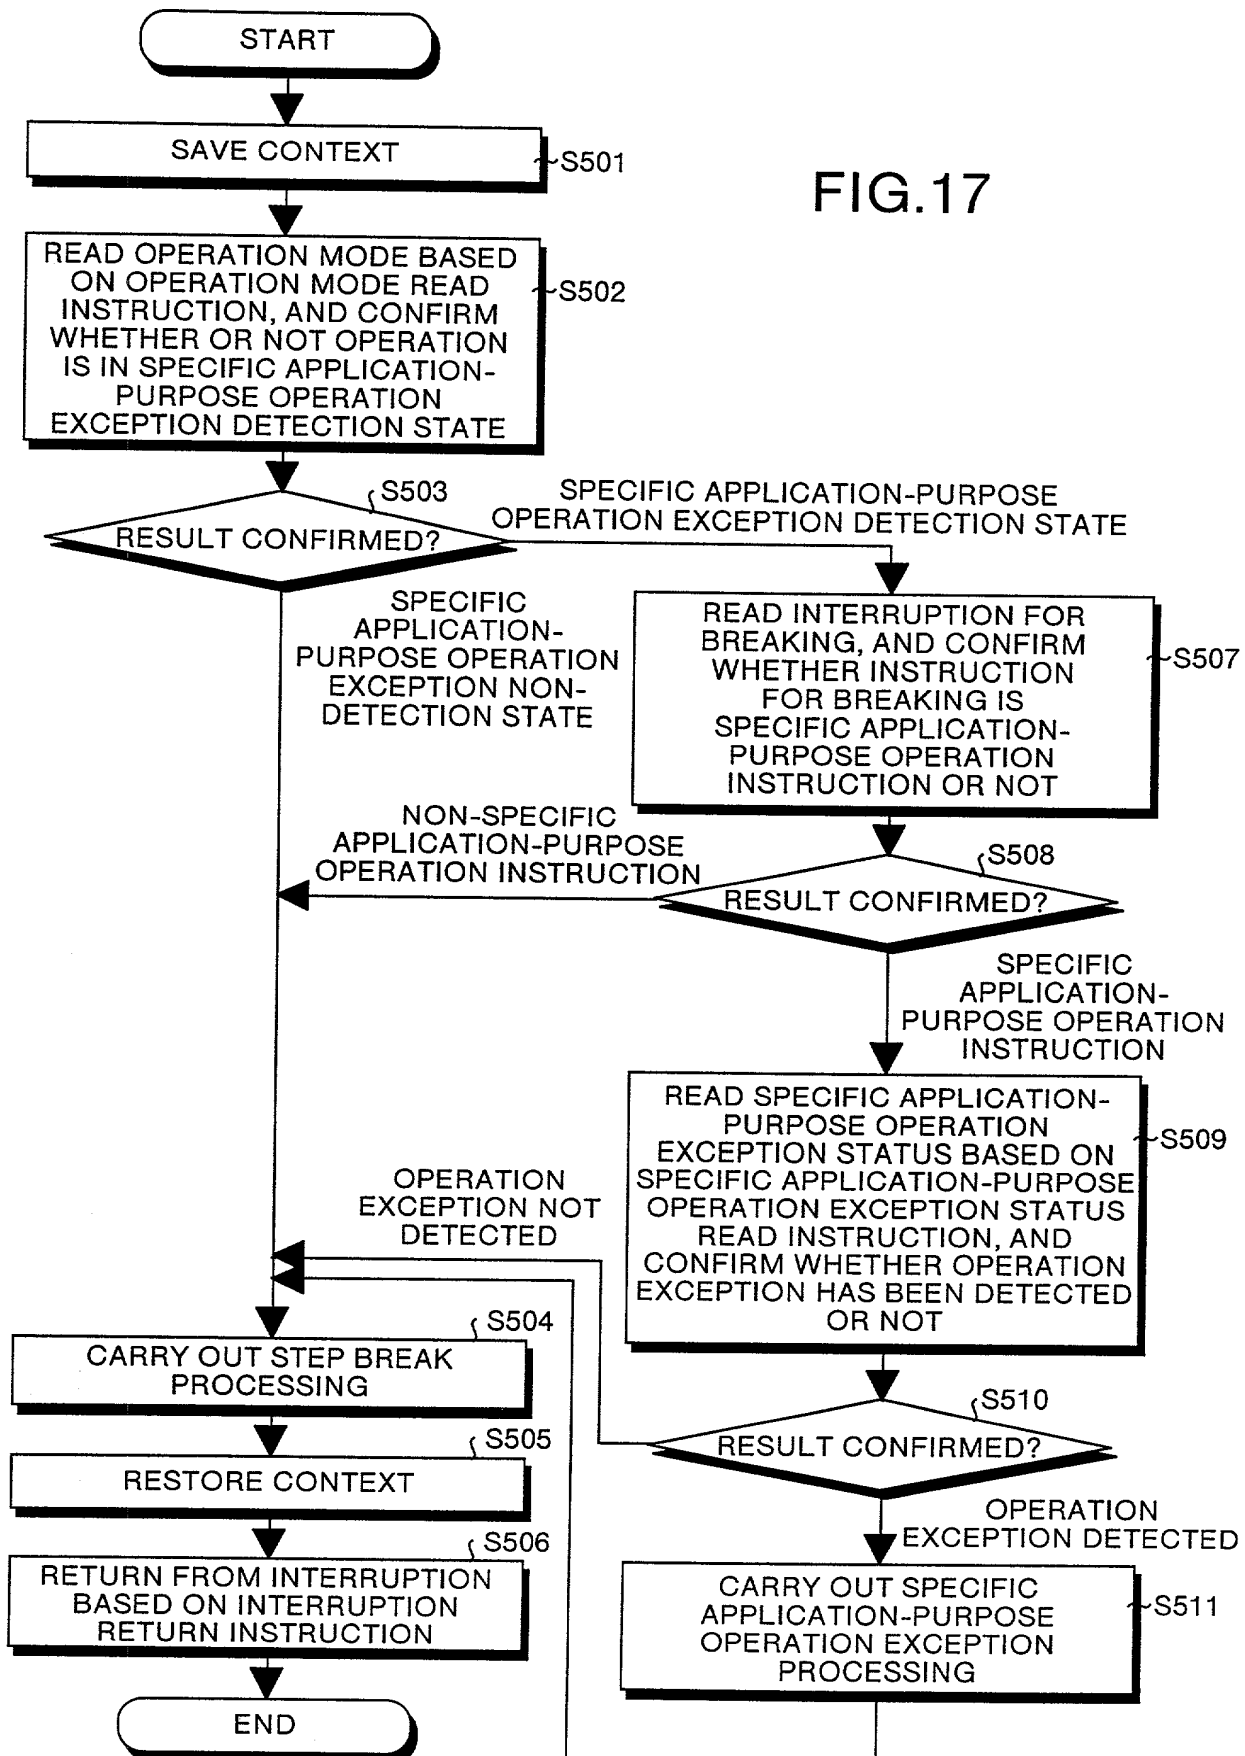 START
SAVE CONTEXT
S501
FIG.17
READ OPERATION MODE BASED
ON OPERATION MODE READ
INSTRUCTION, AND CONFIRM
WHETHER OR NOT OPERATION
IS IN SPECIFIC APPLICATION-
PURPOSE OPERATION
EXCEPTION DETECTION STATE
S502
S503
RESULT CONFIRMED?
SPECIFIC APPLICATION-PURPOSE
OPERATION EXCEPTION DETECTION STATE
SPECIFIC
APPLICATION-
PURPOSE OPERATION
EXCEPTION NON-
DETECTION STATE
READ INTERRUPTION FOR
BREAKING, AND CONFIRM
WHETHER INSTRUCTION
FOR BREAKING IS
SPECIFIC APPLICATION-
PURPOSE OPERATION
INSTRUCTION OR NOT
S507
NON-SPECIFIC
APPLICATION-PURPOSE
OPERATION INSTRUCTION
S508
RESULT CONFIRMED?
SPECIFIC
APPLICATION-
PURPOSE OPERATION
INSTRUCTION
READ SPECIFIC APPLICATION-
PURPOSE OPERATION
EXCEPTION STATUS BASED ON
SPECIFIC APPLICATION-PURPOSE
OPERATION EXCEPTION STATUS
READ INSTRUCTION, AND
CONFIRM WHETHER OPERATION
EXCEPTION HAS BEEN DETECTED
OR NOT
S509
OPERATION
EXCEPTION NOT
DETECTED
S504
CARRY OUT STEP BREAK
PROCESSING
S510
RESULT CONFIRMED?
S505
RESTORE CONTEXT
OPERATION
EXCEPTION DETECTED
S506
RETURN FROM INTERRUPTION
BASED ON INTERRUPTION
RETURN INSTRUCTION
CARRY OUT SPECIFIC
APPLICATION-PURPOSE
OPERATION EXCEPTION
PROCESSING
S511
END